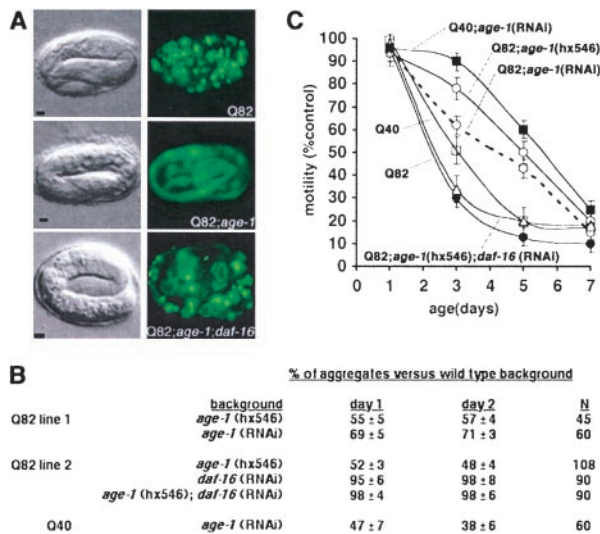 A
Q82
Q82;age-1
Q82;age-1;daf-16
C
Q40;age-1(RNAi)
Q82;age-1(hx546)
Q82;age-1(RNAi)
Q40
Q82
Q82;age-1(hx546);daf-16 (RNAi)
motility (%control)
100
90
80
70
60
50
40
30
20
10
0
0 1 2 3 4 5 6 7
age(days)
B
% of aggregates versus wild type background
background day 1 day 2 N
Q82 line 1 age-1 (hx546) 55 ± 5 57 ± 4 45
age-1 (RNAi) 69 ± 5 71 ± 3 60
Q82 line 2 age-1 (hx546) 52 ± 3 48 ± 4 108
daf-16 (RNAi) 95 ± 6 98 ± 8 90
age-1 (hx546); daf-16 (RNAi) 98 ± 4 98 ± 6 90
Q40 age-1 (RNAi) 47 ± 7 38 ± 6 60